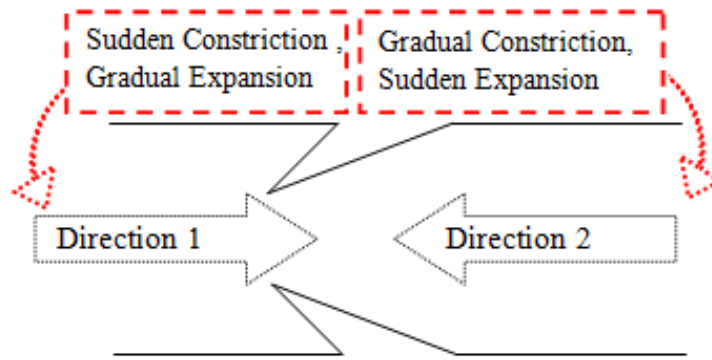 Sudden Constriction ,
Gradual Expansion
Gradual Constriction,
Sudden Expansion
Direction 1
Direction 2